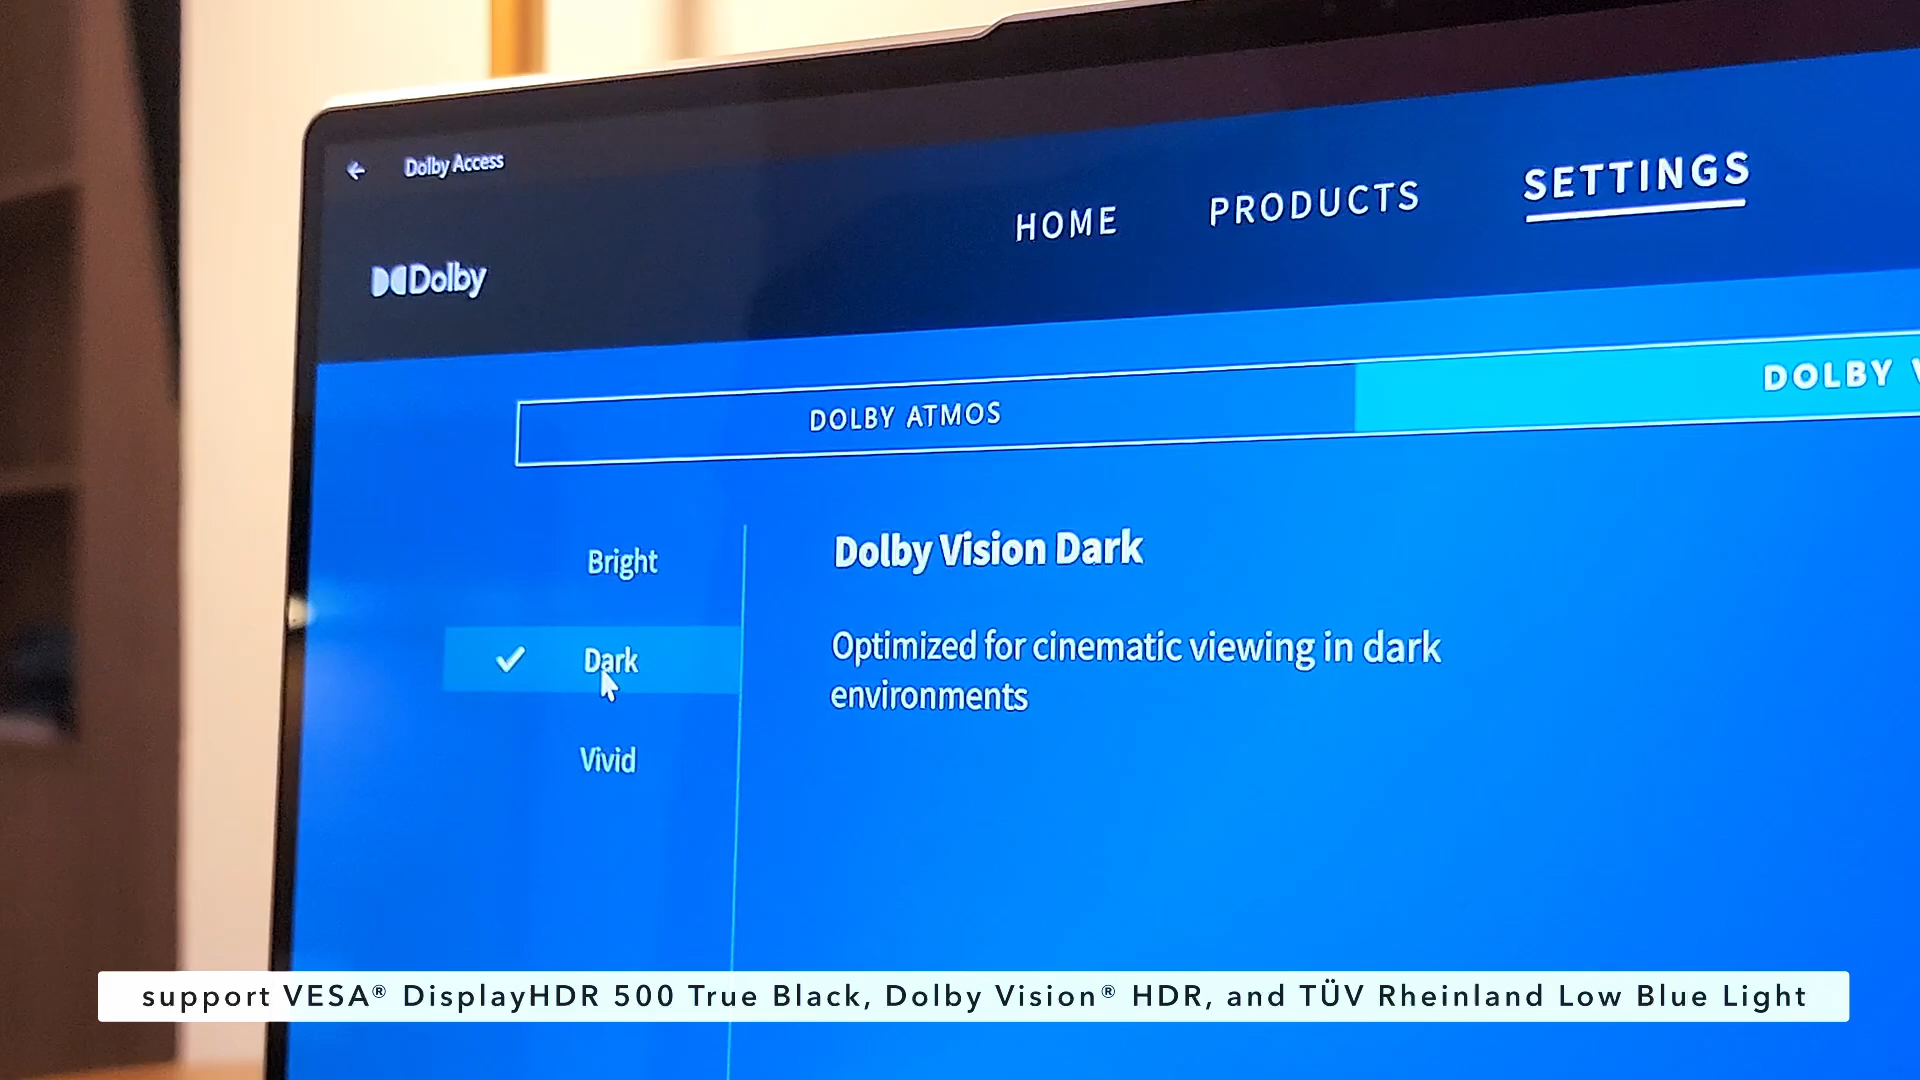 Dolby Access
HOME
PRODUCTS
SETTINGS
Dolby
DOLBY ATMOS
DOLBY
Bright
Dark
Vivid
Dolby Vision Dark
Optimized for cinematic viewing in dark
environments
support VESA® DisplayHDR 500 True Black, Dolby Vision® HDR, and TÜV Rheinland Low Blue Light